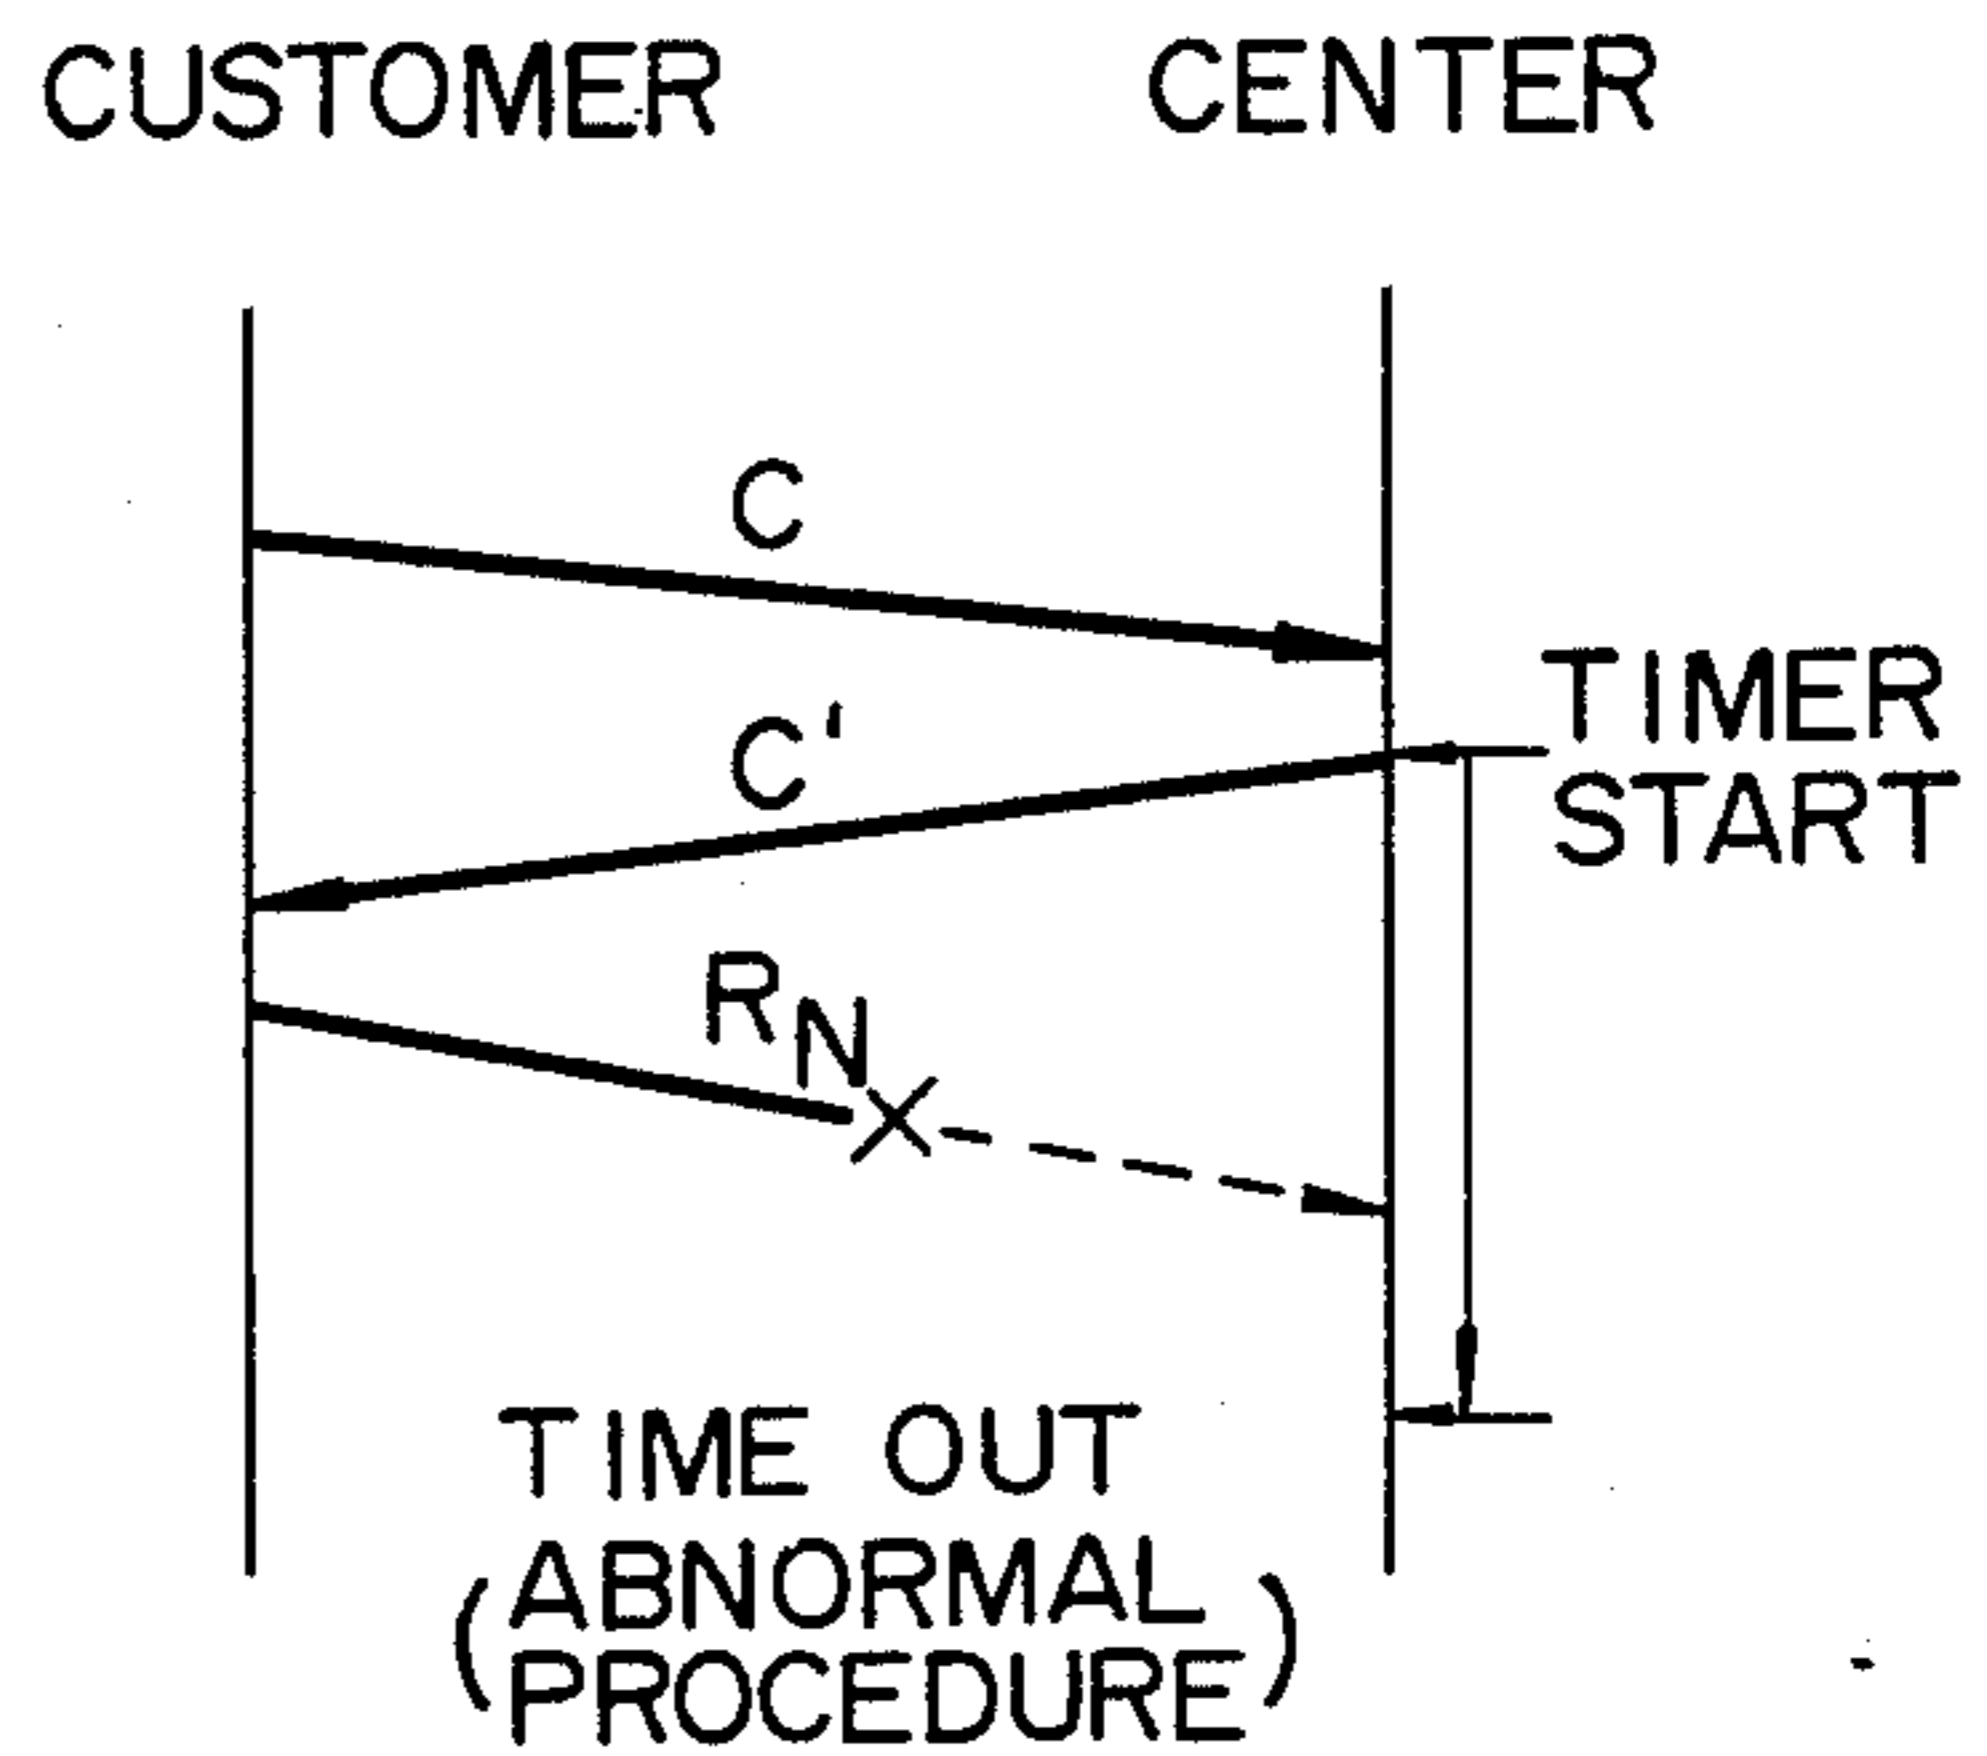 CUSTOMER CENTER
C
TIMER
START
C'
RN
TIME OUT
(ABNORMAL
PROCEDURE)